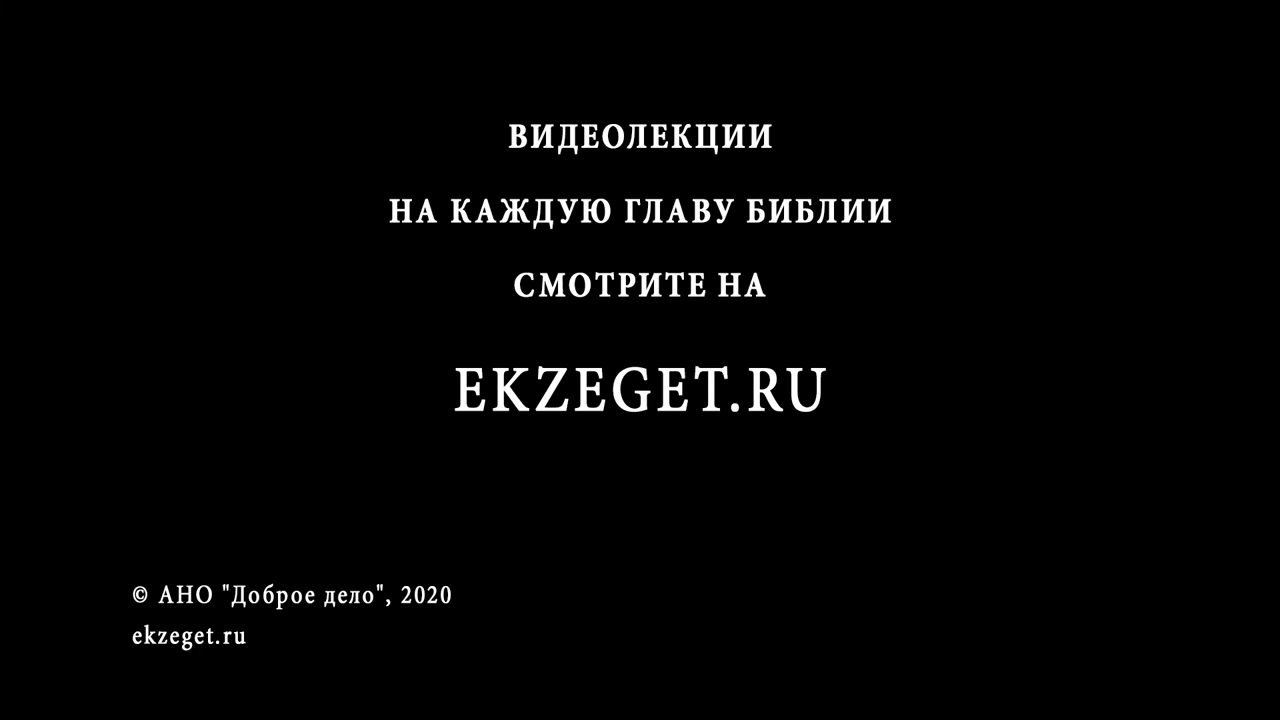 ВИДЕОЛЕКЦИИ
НА КАЖДУЮ ГЛАВУ БИБЛИИ
СМОТРИТЕ НА
EKZEGET.RU
© АНО "Доброе дело", 2020
ekzeget.ru